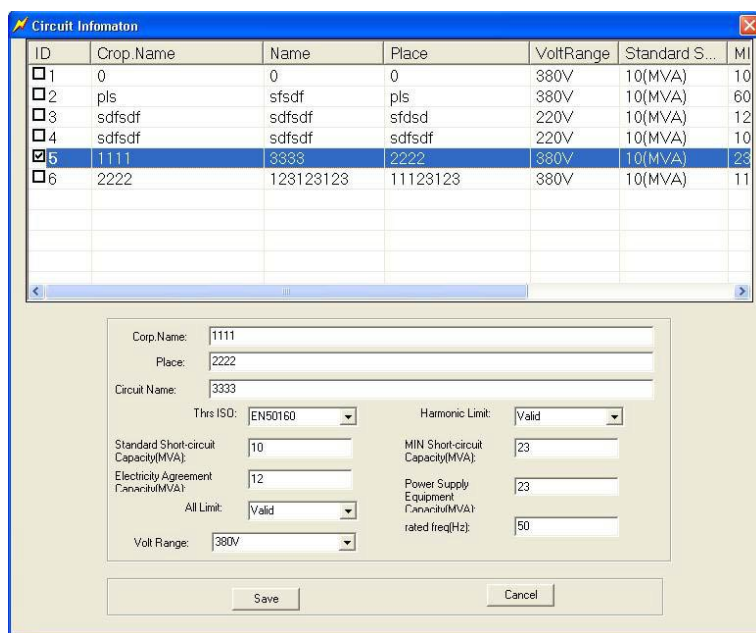 Circuit Infomaton
ID Crop.Name Name Place VoltRange Standard S... MI
1 0 0 0 380V 10(MVA) 10
2 pls sfsdf pls 380V 10(MVA) 60
3 sdfsdf sdfsdf sfdsd 220V 10(MVA) 12
4 sdfsdf sdfsdf sdfsdf 220V 10(MVA) 10
5 1111 3333 2222 380V 10(MVA) 23
6 2222 123123123 11123123 380V 10(MVA) 11
Corp.Name: 1111
Place: 2222
Circuit Name: 3333
Thrs ISO: EN50160 Harmonic Limit: Valid
Standard Short-circuit
Capacity(MVA): 10
MIN Short-circuit
Capacity(MVA): 23
Electricity Agreement
Capacity(MVA): 12
Power Supply
Equipment
Capacity(MVA): 23
All Limit: Valid
rated freq(Hz): 50
Volt Range: 380V
Save Cancel